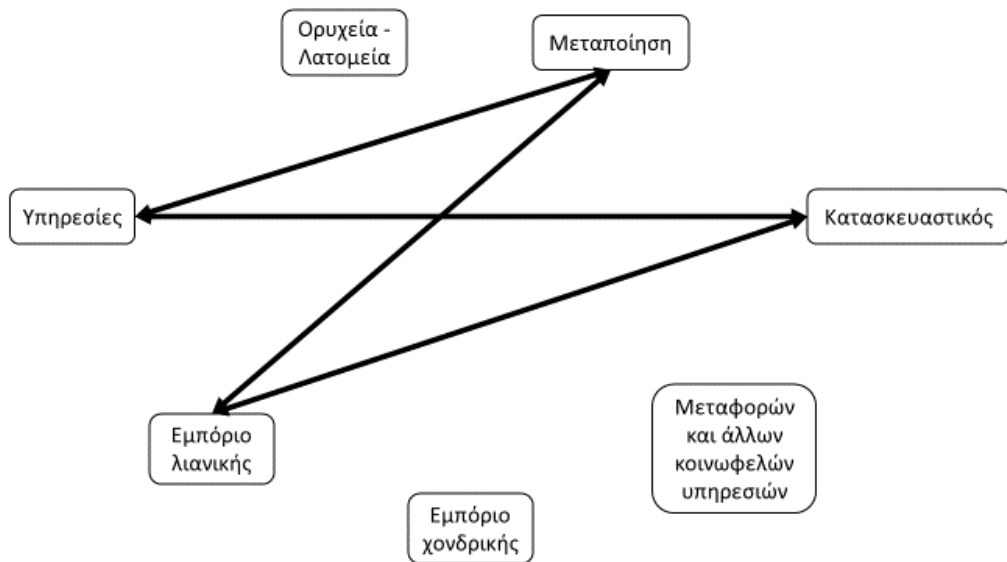 Ορυχεία -
Λατομεία
Μεταποίηση
Υπηρεσίες
Κατασκευαστικός
Εμπόριο
λιανικής
Μεταφορών
και άλλων
κοινωφελών
υπηρεσιών
Εμπόριο
χονδρικής